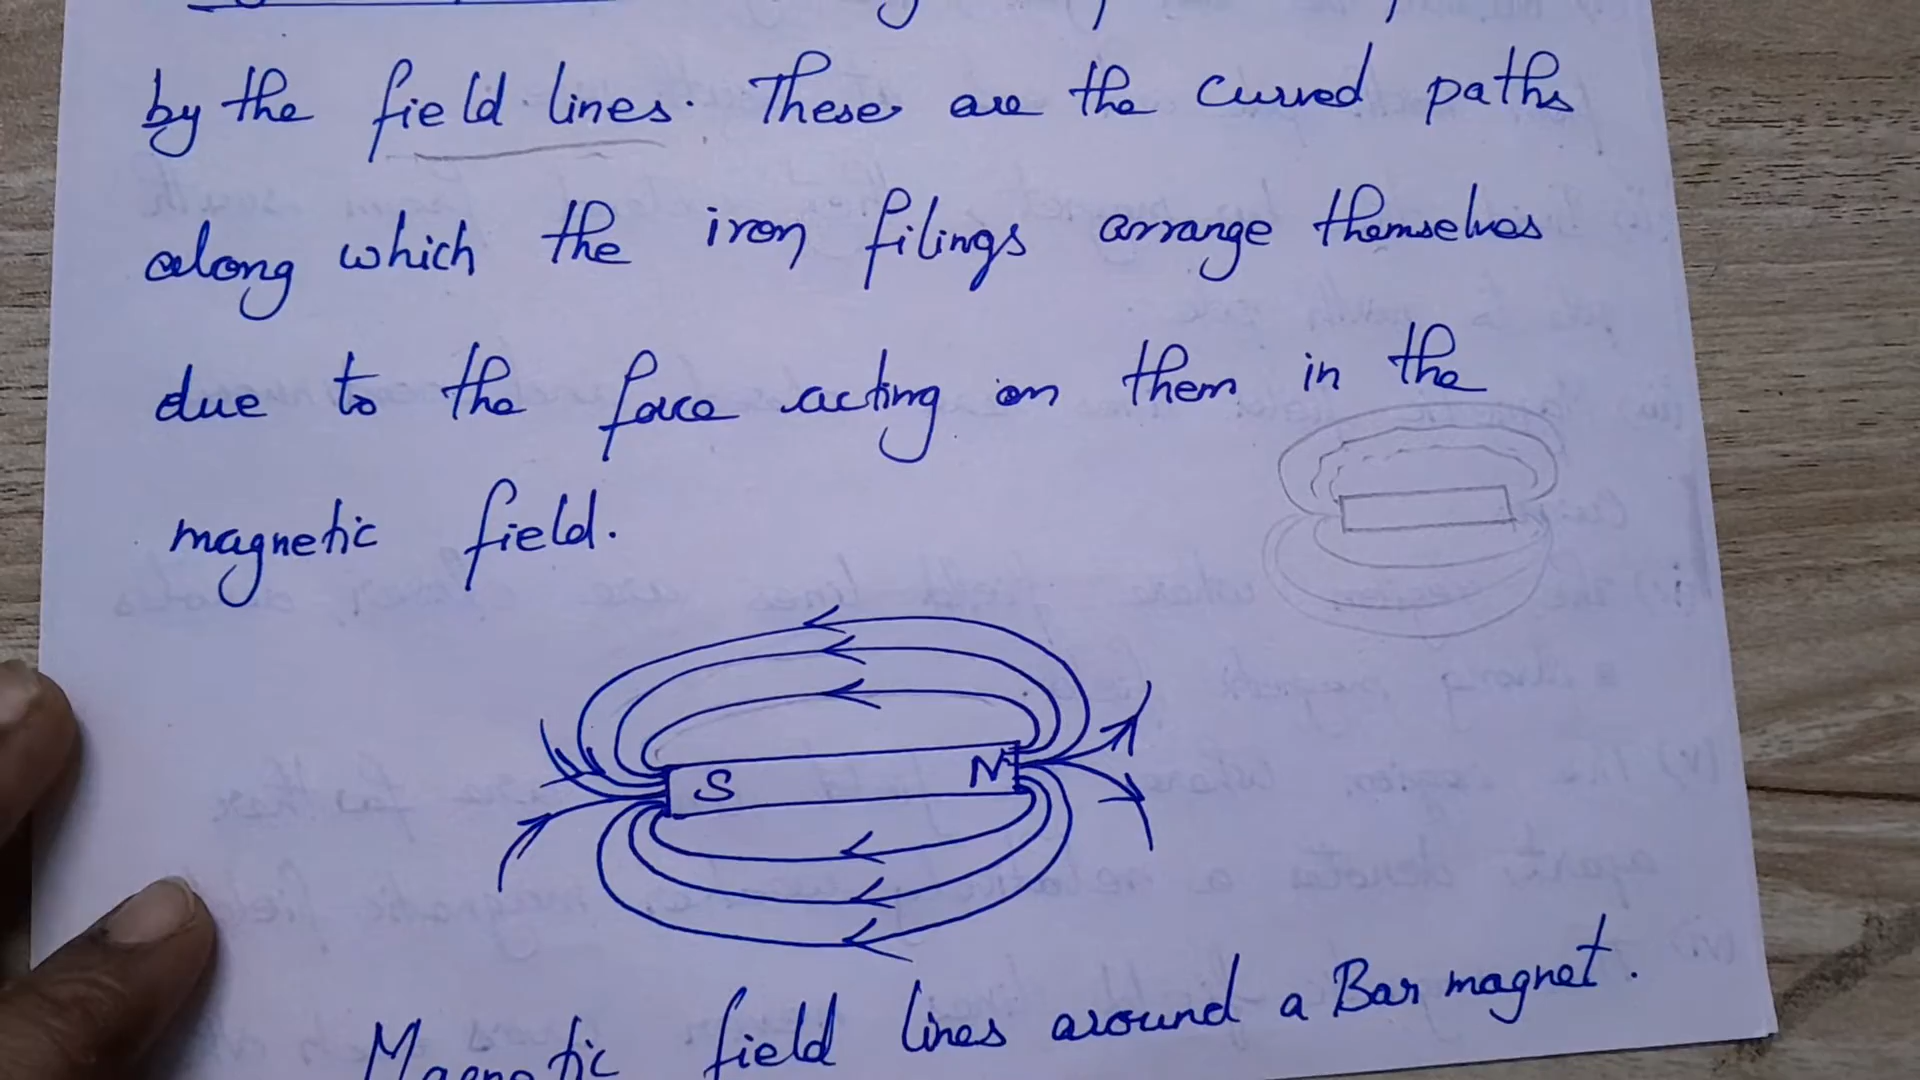 by the field lines. These are the curved paths
along which the iron filings arrange themselves
due to the force acting on them in the
magnetic field.
S N
Magnetic field lines around a Bar magnet.